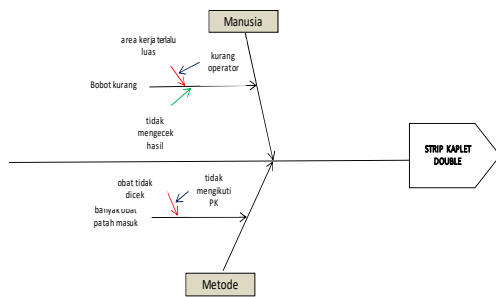 Manusia
area kerja terlalu
luas
kurang
operator
Bobot kurang
tidak
mengecek
hasil
STRIP KAPLET
DOUBLE
obat tidak
dicek
tidak
mengikuti
PK
banyak obat
patah masuk
Metode